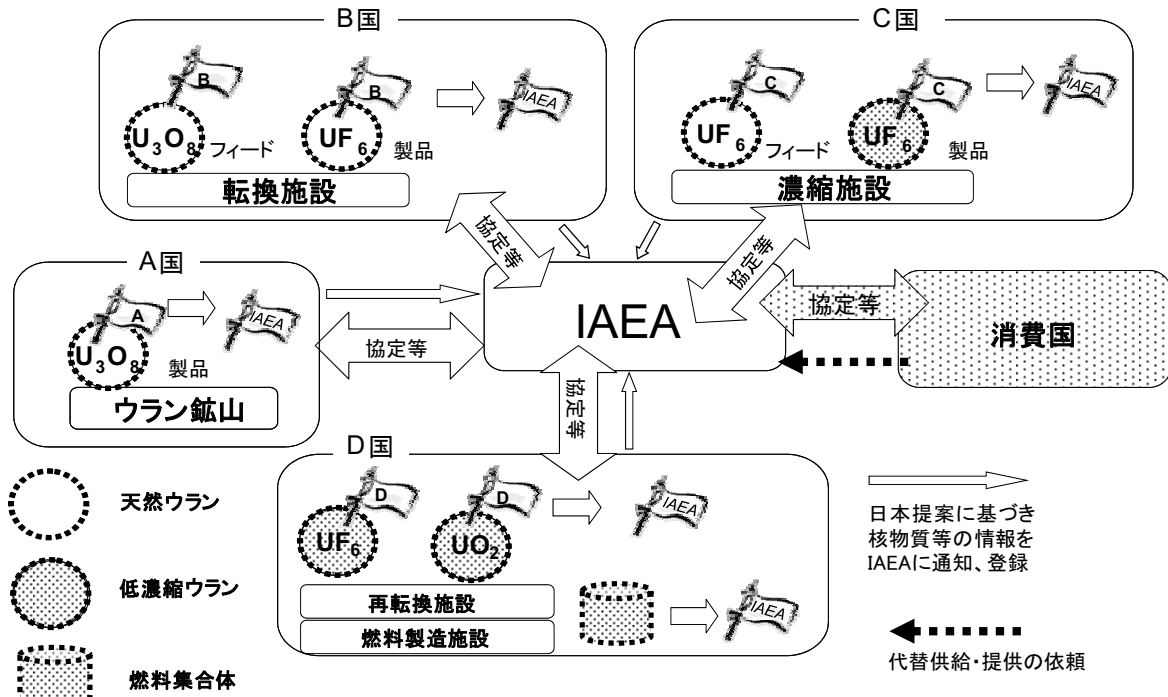 B国
B
B
IAEA
U3O8
フィード
UF6
製品
転換施設
C国
C
C
IAEA
UF6
フィード
UF6
製品
濃縮施設
A国
A
IAEA
U3O8
製品
ウラン鉱山
協定等
協定等
協定等
協定等
協定等
IAEA
消費国
D国
D
D
IAEA
UF6
UO2
再転換施設
燃料製造施設
IAEA
天然ウラン
低濃縮ウラン
燃料集合体
日本提案に基づき
核物質等の情報を
IAEAに通知、登録
代替供給・提供の依頼